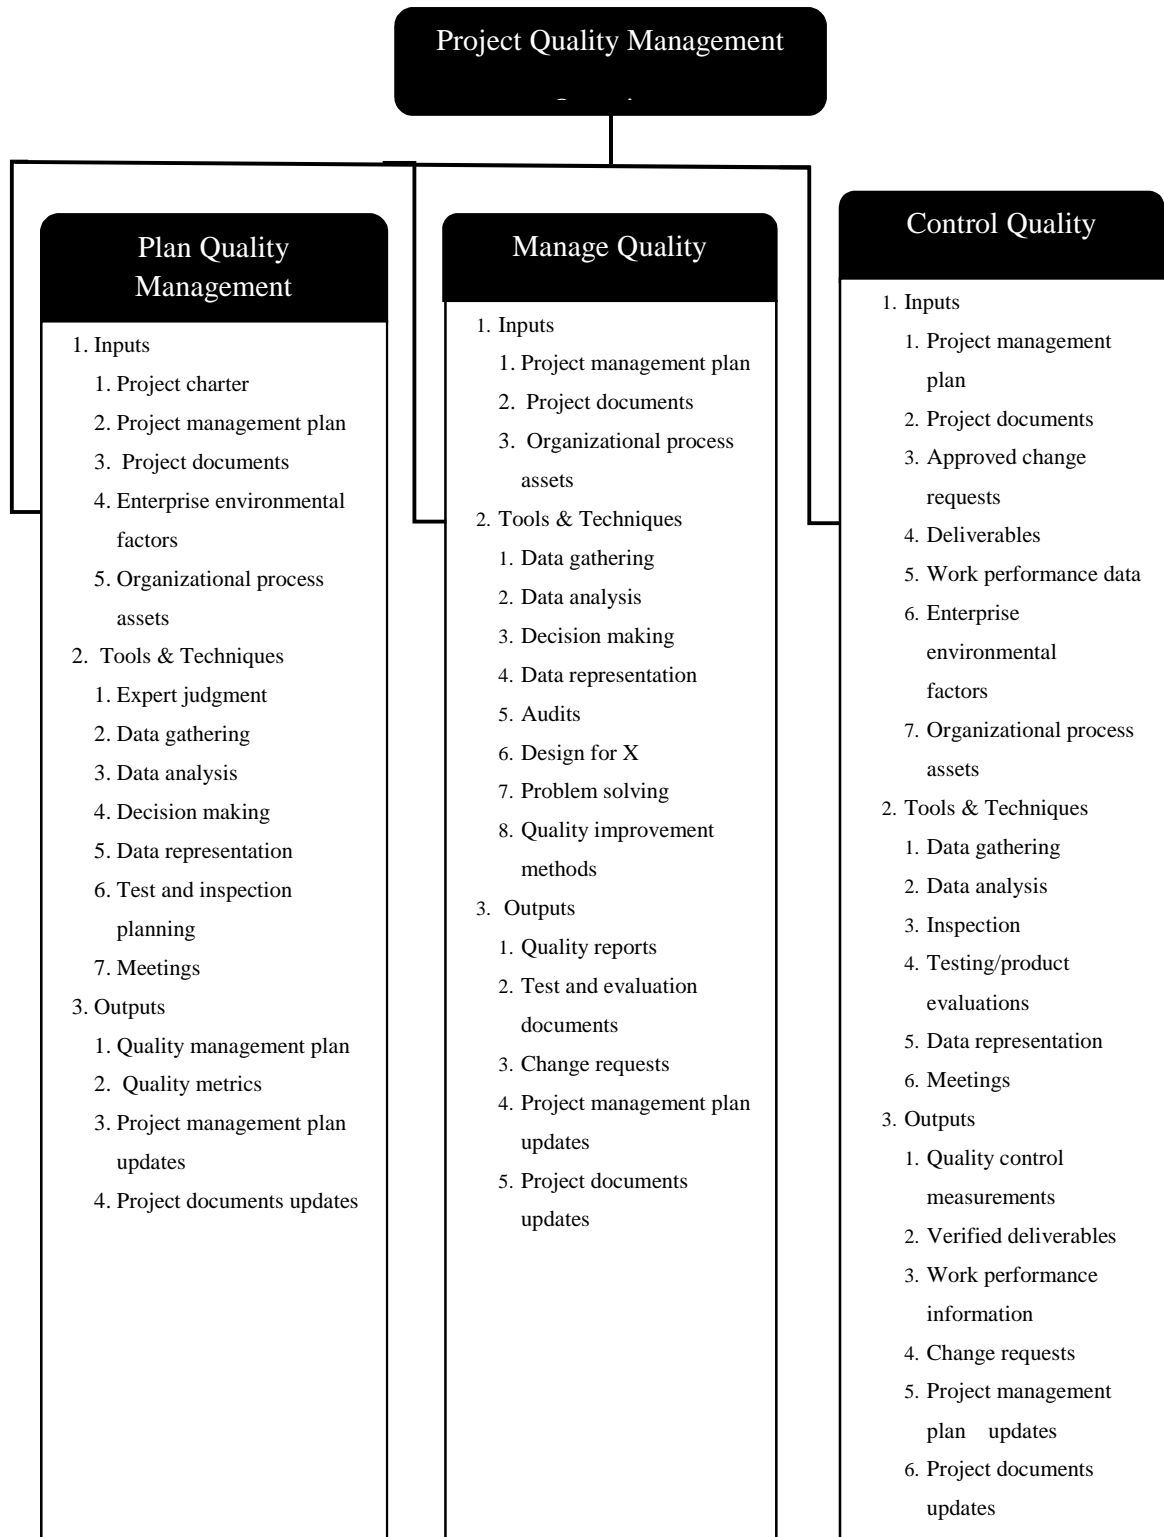 Project Quality Management
Plan Quality
Management
1. Inputs
1. Project charter
2. Project management plan
3. Project documents
4. Enterprise environmental
factors
5. Organizational process
assets
2. Tools & Techniques
1. Expert judgment
2. Data gathering
3. Data analysis
4. Decision making
5. Data representation
6. Test and inspection
planning
7. Meetings
3. Outputs
1. Quality management plan
2. Quality metrics
3. Project management plan
updates
4. Project documents updates
Manage Quality
1. Inputs
1. Project management plan
2. Project documents
3. Organizational process
assets
2. Tools & Techniques
1. Data gathering
2. Data analysis
3. Decision making
4. Data representation
5. Audits
6. Design for X
7. Problem solving
8. Quality improvement
methods
3. Outputs
1. Quality reports
2. Test and evaluation
documents
3. Change requests
4. Project management plan
updates
5. Project documents
updates
Control Quality
1. Inputs
1. Project management
plan
2. Project documents
3. Approved change
requests
4. Deliverables
5. Work performance data
6. Enterprise
environmental
factors
7. Organizational process
assets
2. Tools & Techniques
1. Data gathering
2. Data analysis
3. Inspection
4. Testing/product
evaluations
5. Data representation
6. Meetings
3. Outputs
1. Quality control
measurements
2. Verified deliverables
3. Work performance
information
4. Change requests
5. Project management
plan updates
6. Project documents
updates